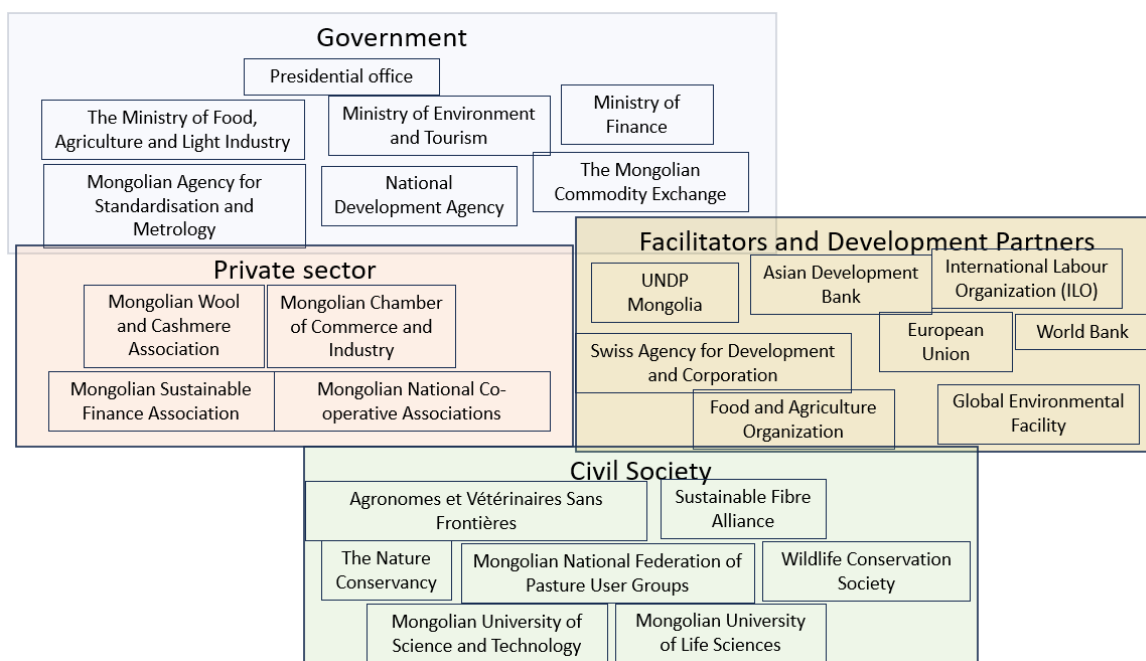 Government
Presidential office
The Ministry of Food,
Agriculture and Light Industry
Ministry of Environment
and Tourism
Ministry of
Finance
Mongolian Agency for
Standardisation and
Metrology
National
Development Agency
The Mongolian
Commodity Exchange
Private sector
Mongolian Wool
and Cashmere
Association
Mongolian Chamber
of Commerce and
Industry
Mongolian Sustainable
Finance Association
Mongolian National Co-
operative Associations
Facilitators and Development Partners
UNDP
Mongolia
Asian Development
Bank
International Labour
Organization (ILO)
European
Union
World Bank
Swiss Agency for Development
and Corporation
Food and Agriculture
Organization
Global Environmental
Facility
Civil Society
Agronomes et Vétérinaires Sans
Frontières
Sustainable Fibre
Alliance
The Nature
Conservancy
Mongolian National Federation of
Pasture User Groups
Wildlife Conservation
Society
Mongolian University of
Science and Technology
Mongolian University
of Life Sciences